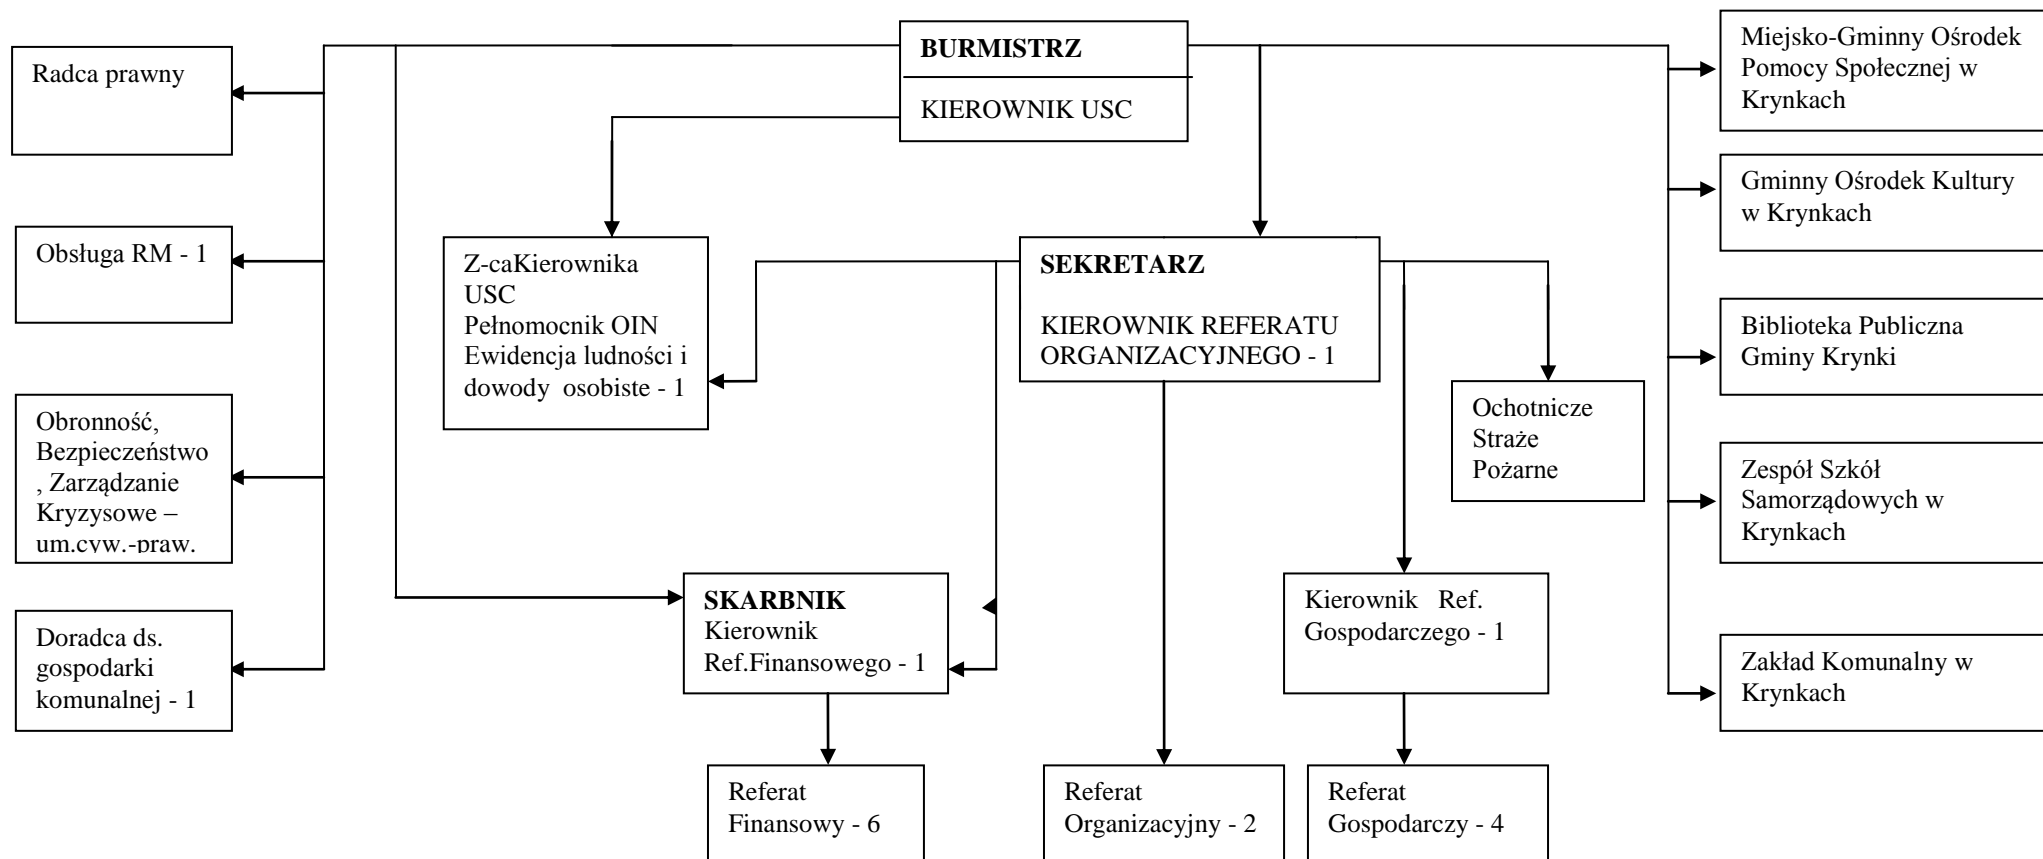 BURMISTRZ
KIEROWNIK USC
Radca prawny
Obsługa RM - 1
Obronność,
Bezpieczeństwo
, Zarządzanie
Kryzysowe –
um.cyw.-praw.
Doradca ds.
gospodarki
komunalnej - 1
Z-caKierownika
USC
Pełnomocnik OIN
Ewidencja ludności i
dowody osobiste - 1
SEKRETARZ
KIEROWNIK REFERATU
ORGANIZACYJNEGO - 1
Ochotnicze
Straże
Pożarne
SKARBNIK
Kierownik
Ref.Finansowego - 1
Kierownik Ref.
Gospodarczego - 1
Referat
Finansowy - 6
Referat
Organizacyjny - 2
Referat
Gospodarczy - 4
Miejsko-Gminny Ośrodek
Pomocy Społecznej w
Krynkach
Gminny Ośrodek Kultury
w Krynkach
Biblioteka Publiczna
Gminy Krynki
Zespół Szkół
Samorządowych w
Krynkach
Zakład Komunalny w
Krynkach